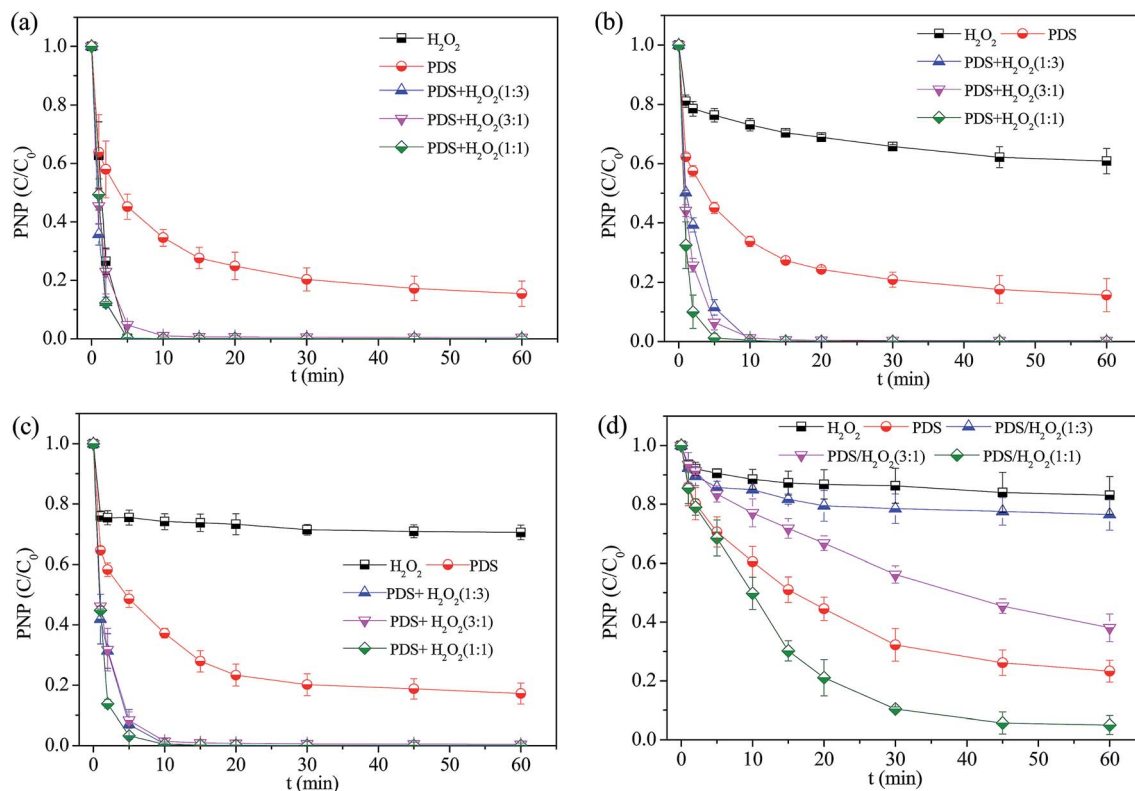 (a)
H₂O₂
PDS
PDS+H₂O₂(1:3)
PDS+H₂O₂(3:1)
PDS+H₂O₂(1:1)
PNP (C/C₀)
1.0
0.8
0.6
0.4
0.2
0.0
0 10 20 30 40 50 60
t (min)
(b)
H₂O₂ PDS
PDS+H₂O₂(1:3)
PDS+H₂O₂(3:1)
PDS+H₂O₂(1:1)
PNP (C/C₀)
1.0
0.8
0.6
0.4
0.2
0.0
0 10 20 30 40 50 60
t (min)
(c)
H₂O₂ PDS
PDS+ H₂O₂(1:3)
PDS+ H₂O₂(3:1)
PDS+ H₂O₂(1:1)
PNP (C/C₀)
1.0
0.8
0.6
0.4
0.2
0.0
0 10 20 30 40 50 60
t (min)
(d)
H₂O₂ PDS PDS/H₂O₂(1:3)
PDS/H₂O₂(3:1) PDS/H₂O₂(1:1)
PNP (C/C₀)
1.0
0.8
0.6
0.4
0.2
0.0
0 10 20 30 40 50 60
t (min)